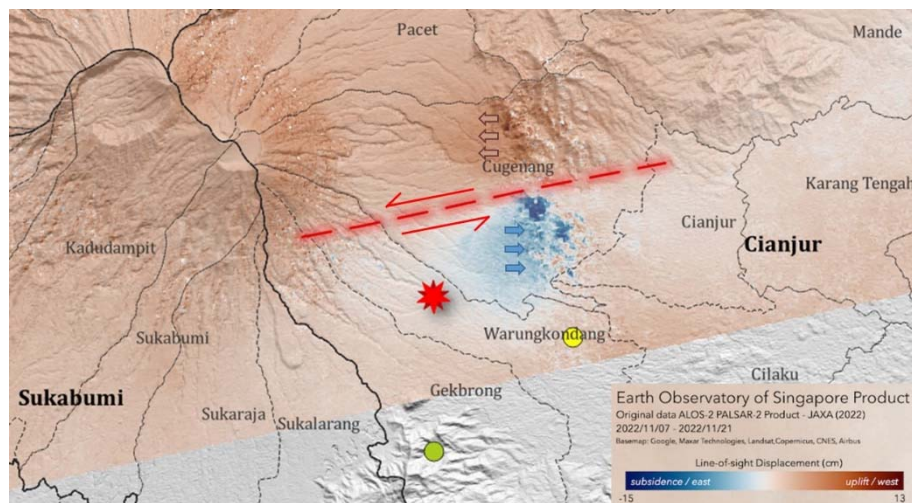 Pacet
Mande
Cugenang
Karang Tengah
Cianjur
Cianjur
Kadudampit
Sukabumi
Warungkondang
Cilaku
Gekbrong
Sukabumi
Sukaraja
Sukalarang
Earth Observatory of Singapore Product
Original data ALOS-2 PALSAR-2 Product - JAXA (2022)
2022/11/07 - 2022/11/21
Basemap: Google, Maxar Technologies, Landsat,Copernicus, CNES, Airbus
Line-of-sight Displacement (cm)
subsidence / east uplift / west
-15 13